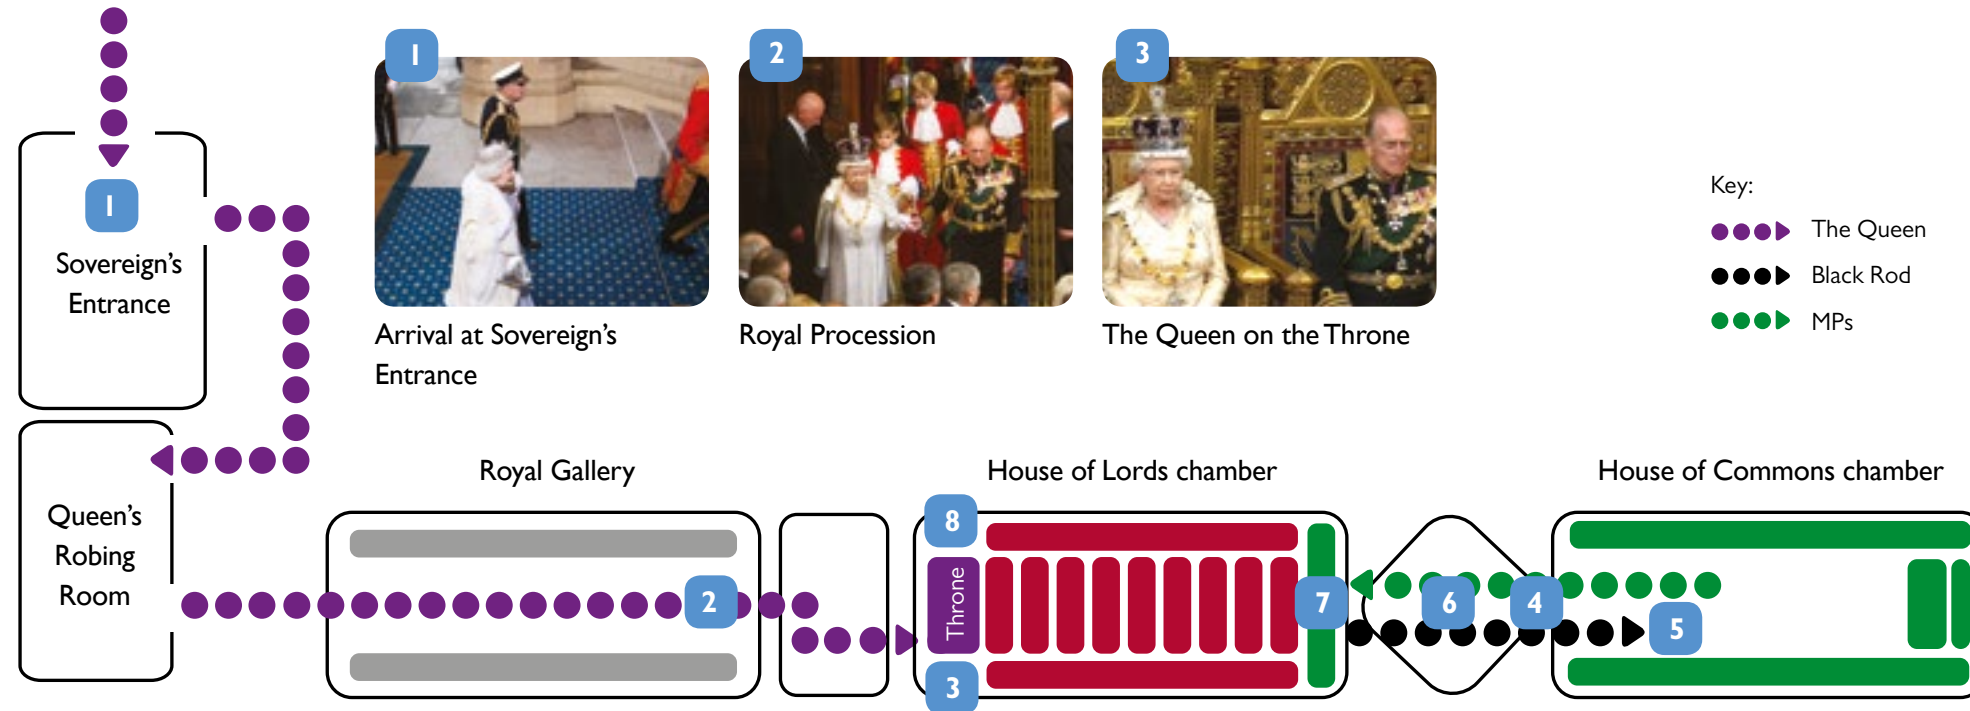 1
2
3
Arrival at Sovereign's
Entrance
Royal Procession
The Queen on the Throne
Key:
The Queen
Black Rod
MPs
1
Sovereign's
Entrance
Queen's
Robing
Room
Royal Gallery
House of Lords chamber
House of Commons chamber
2
8
Throne
3
7
6
4
5